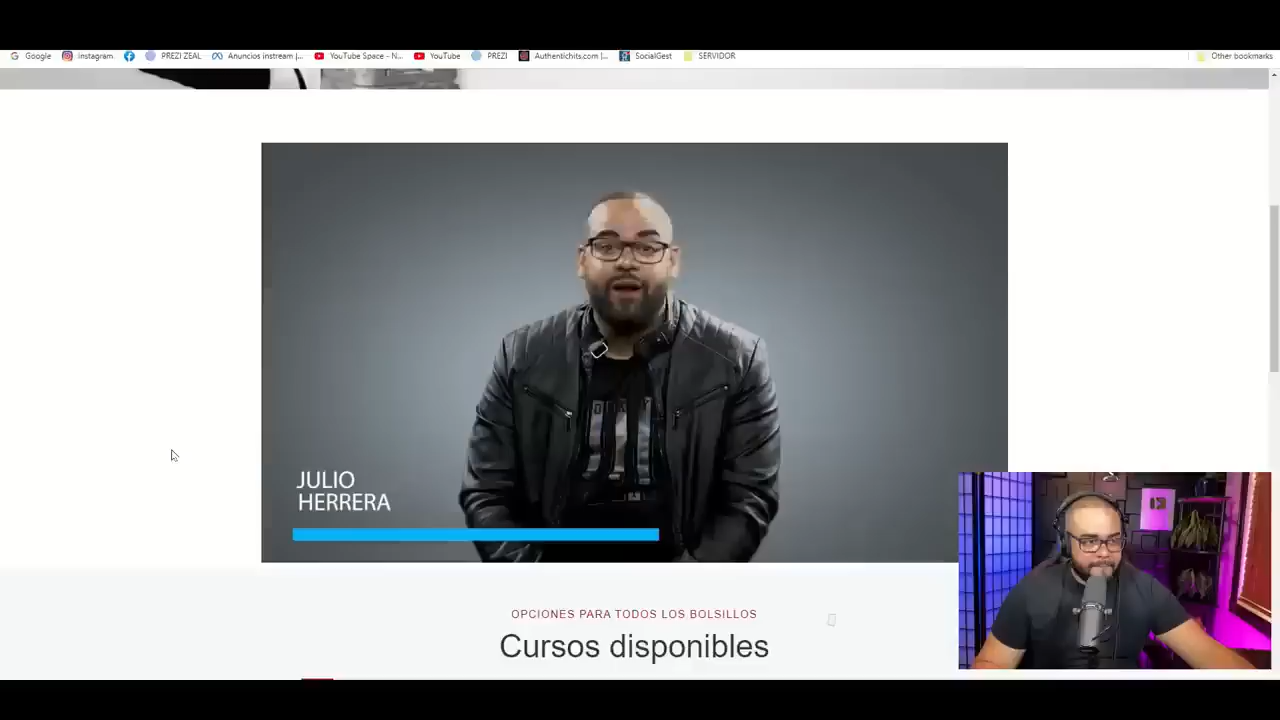 Google Instagram PREZI ZEAL Anuncios instream |... YouTube Space - N... YouTube PREZI Authentichits.com |... SocialGest SERVIDOR Other bookmarks
JULIO
HERRERA
OPCIONES PARA TODOS LOS BOLSILLOS
Cursos disponibles